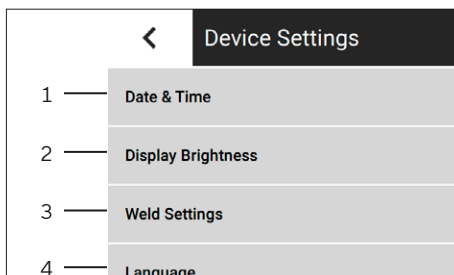 Device Settings
1 Date & Time
2 Display Brightness
3 Weld Settings
4 Language